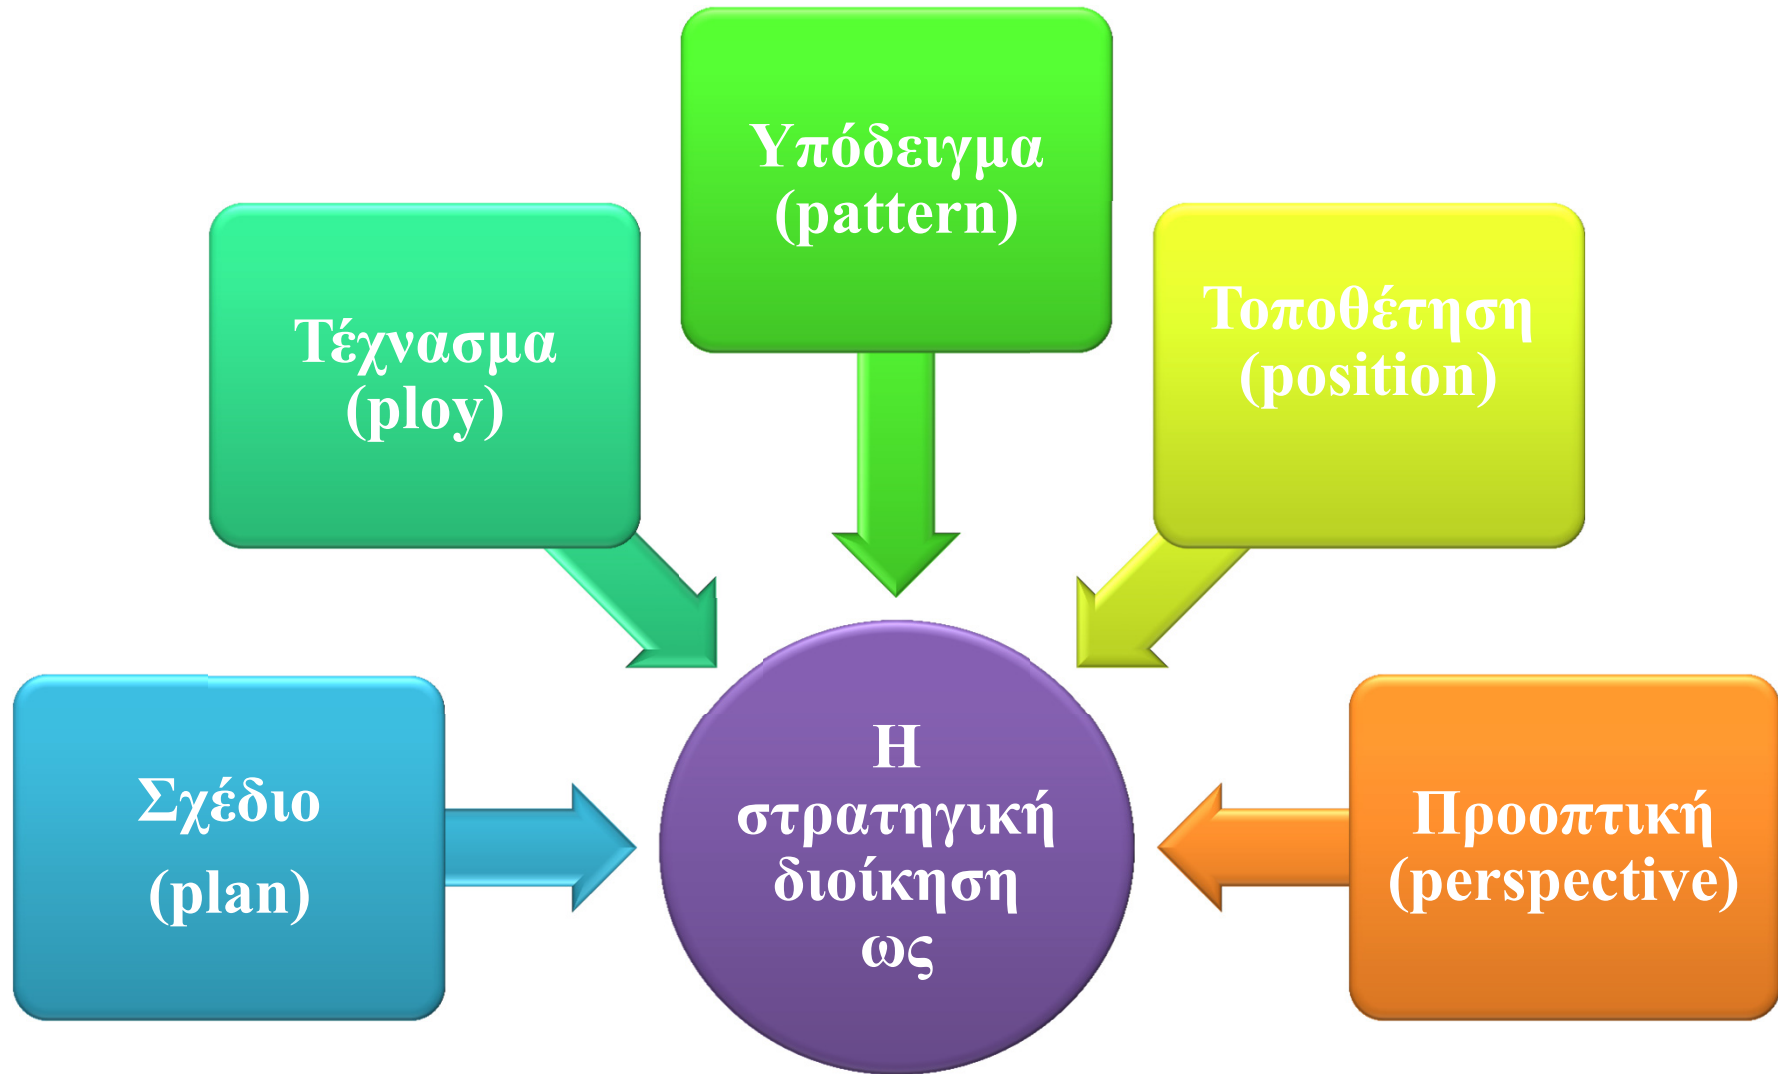 Υπόδειγμα
(pattern)
Τέχνασμα
(ploy)
Τοποθέτηση
(position)
Σχέδιο
(plan)
Η
στρατηγική
διοίκηση
ως
Προοπτική
(perspective)